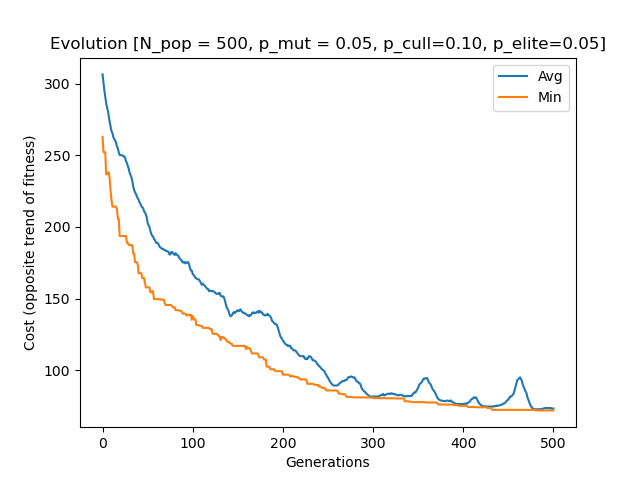 Evolution [N_pop = 500, p_mut = 0.05, p_cull=0.10, p_elite=0.05]
Avg
Min
Cost (opposite trend of fitness)
300
250
200
150
100
0 100 200 300 400 500
Generations